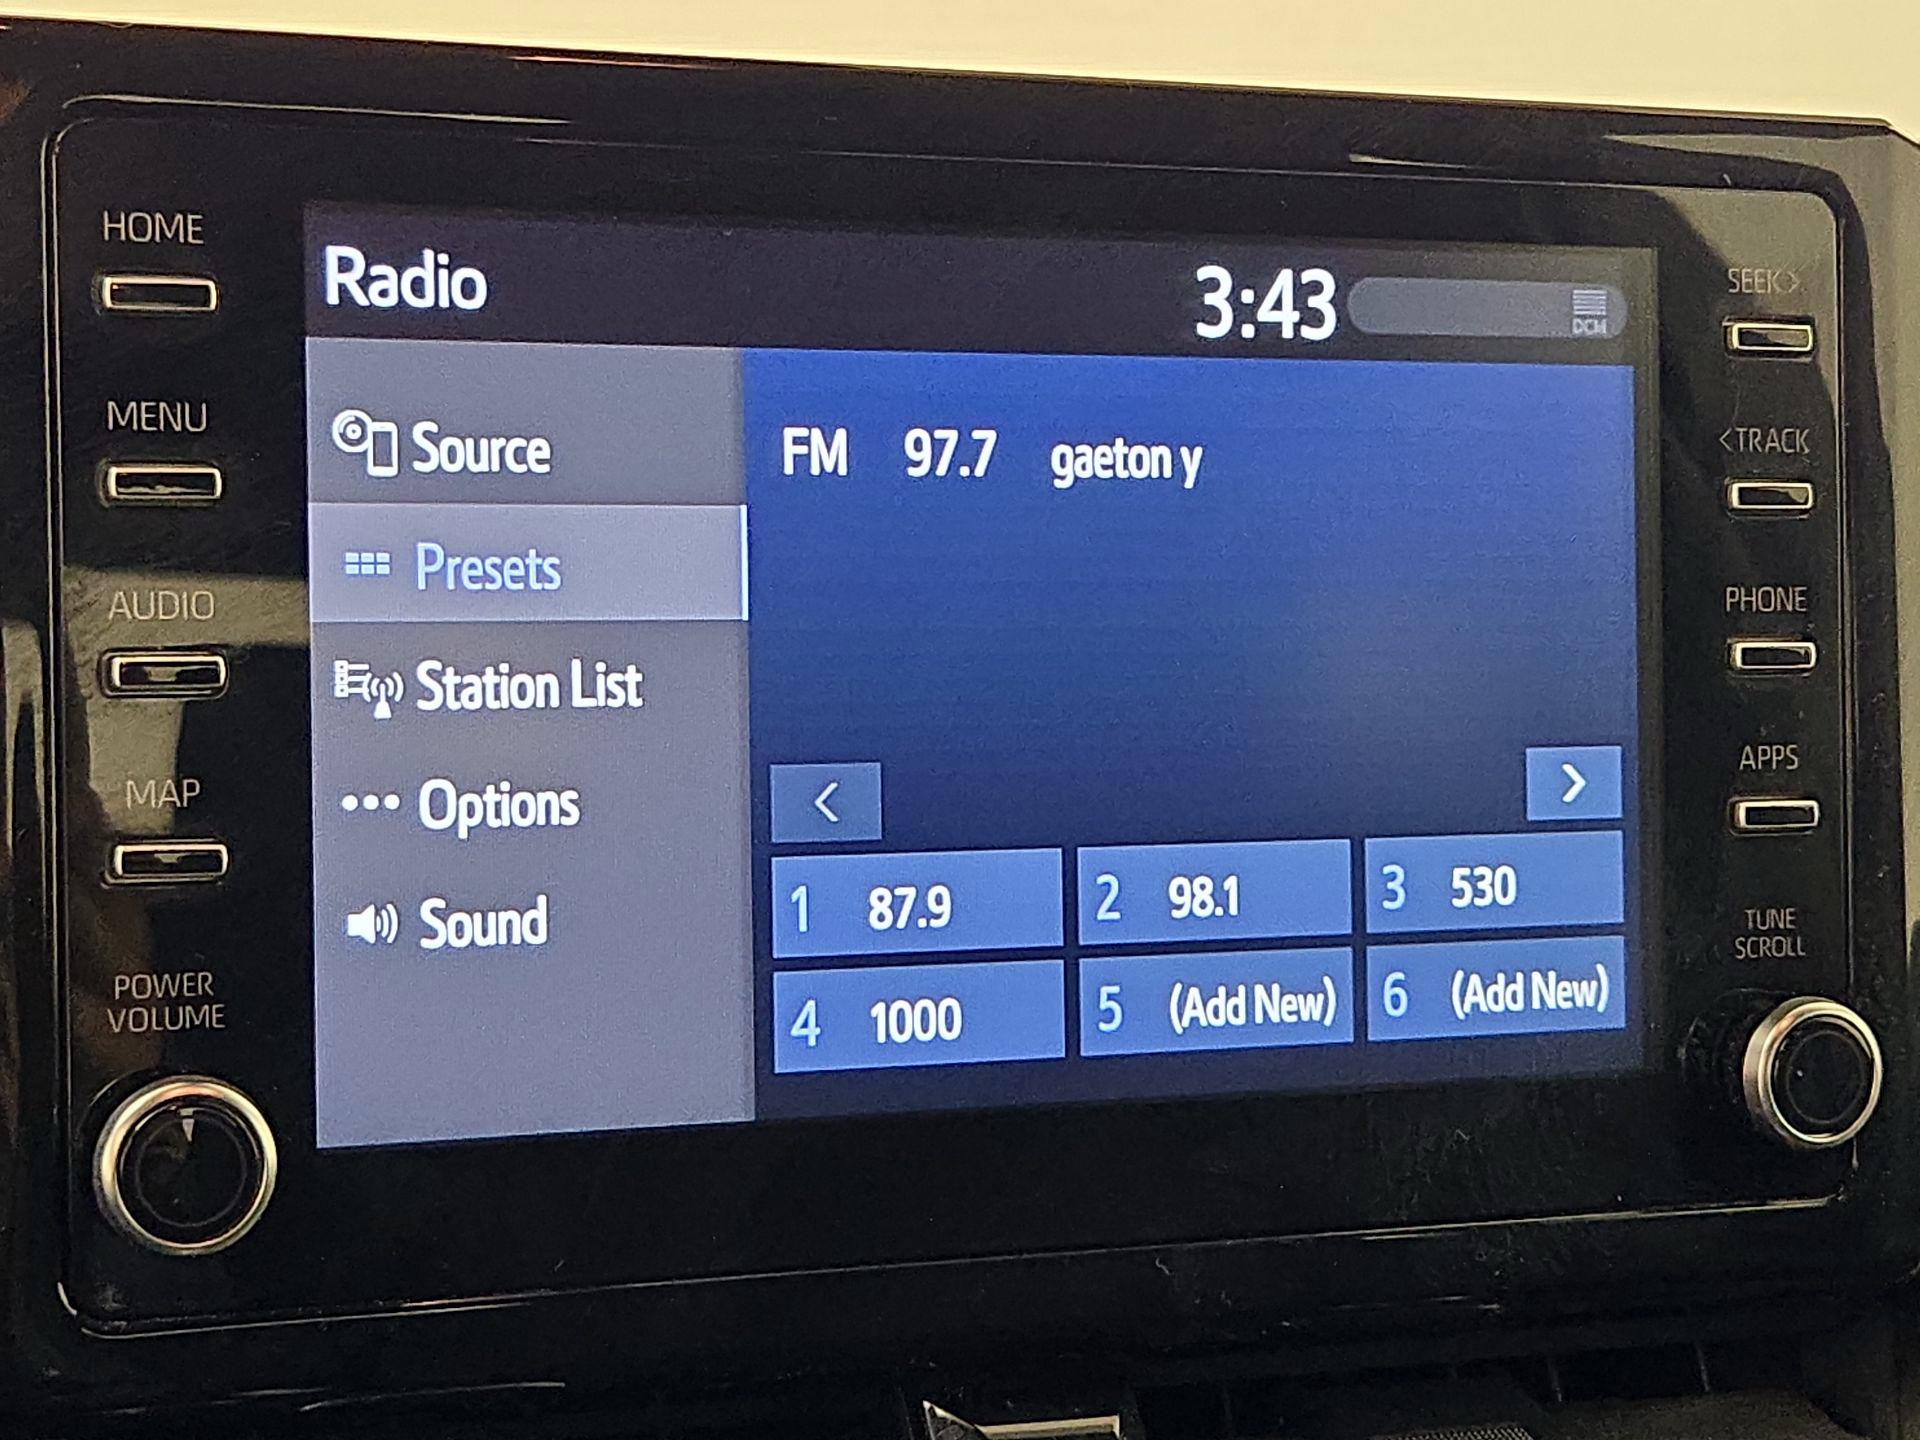 HOME
MENU
AUDIO
MAP
POWER
VOLUME
Radio
3:43
DCM
Source
Presets
Station List
Options
Sound
FM 97.7 gaeton y
<
>
1 87.9
2 98.1
3 530
4 1000
5 (Add New)
6 (Add New)
SEEK>
<TRACK
PHONE
APPS
TUNE
SCROLL